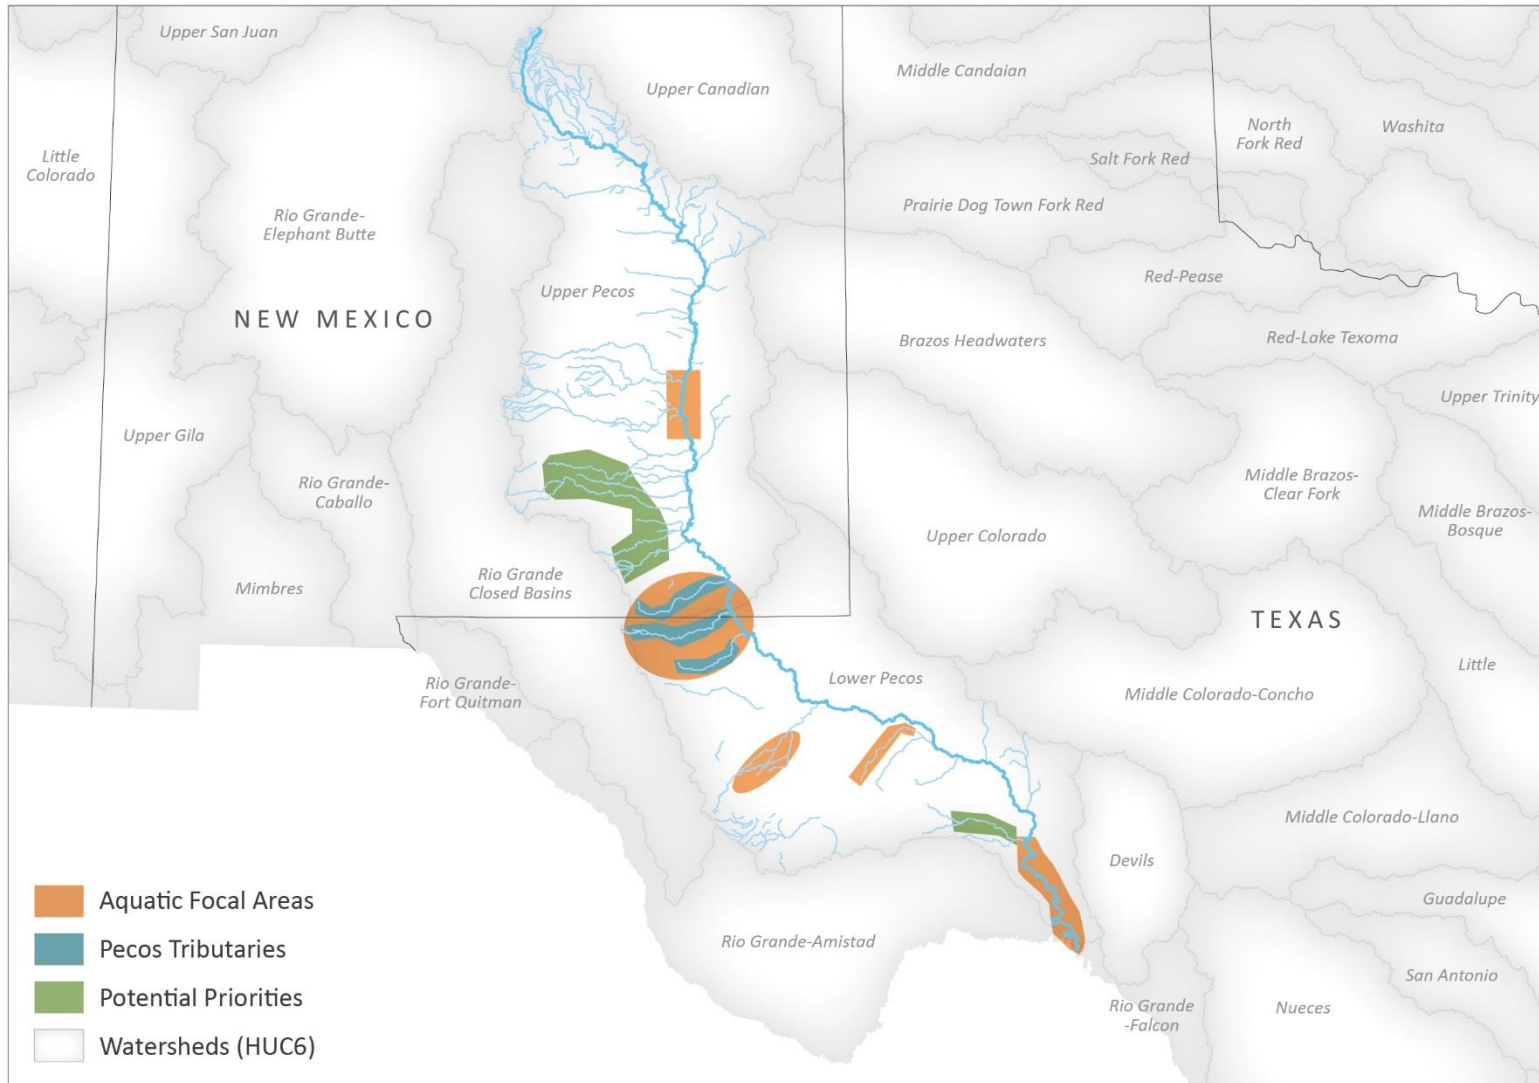 Upper San Juan
Upper Canadian
Middle Candaian
North
Fork Red
Washita
Little
Colorado
Salt Fork Red
Prairie Dog Town Fork Red
Rio Grande-
Elephant Butte
Red-Pease
Upper Pecos
NEW MEXICO
Brazos Headwaters
Red-Lake Texoma
Upper Trinity
Upper Gila
Rio Grande-
Caballo
Middle Brazos-
Clear Fork
Middle Brazos-
Bosque
Upper Colorado
Rio Grande
Closed Basins
Mimbres
TEXAS
Little
Rio Grande-
Fort Quitman
Lower Pecos
Middle Colorado-Concho
Middle Colorado-Llano
Devils
Guadalupe
Rio Grande-Amistad
San Antonio
Rio Grande
-Falcon
Nueces
Aquatic Focal Areas
Pecos Tributaries
Potential Priorities
Watersheds (HUC6)